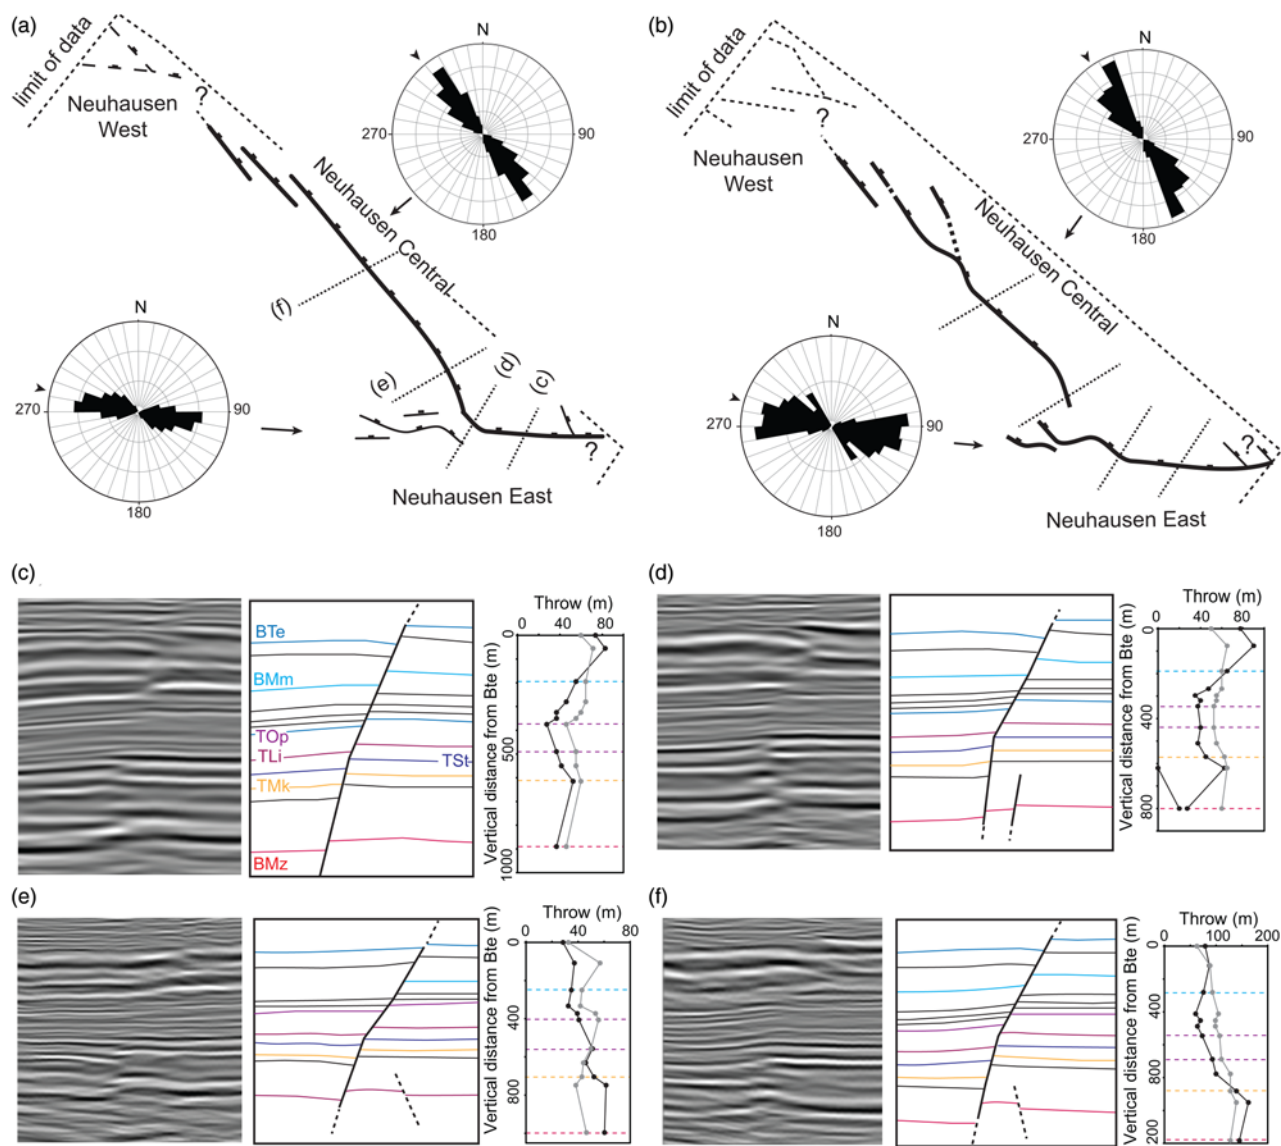 (a)
limit of data
Neuhausen
West
?
N
270
90
180
Neuhausen Central
(f)
(e)
(d)
(c)
N
270
90
180
?
Neuhausen East
(b)
limit of data
Neuhausen
West
?
N
270
90
180
Neuhausen Central
N
270
90
180
?
Neuhausen East
(c)
BTe
BMm
TOp
TLi
TSt
TMk
BMz
Throw (m)
0 40 80
Vertical distance from Bte (m)
0
500
1000
(d)
Throw (m)
0 40 80
Vertical distance from Bte (m)
0
400
800
(e)
Throw (m)
0 40 80
Vertical distance from Bte (m)
0
400
800
(f)
Throw (m)
0 100 200
Vertical distance from Bte (m)
0
400
800
200